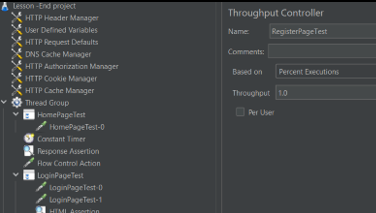 Lesson -End project
HTTP Header Manager
User Defined Variables
HTTP Request Defaults
DNS Cache Manager
HTTP Authorization Manager
HTTP Cookie Manager
HTTP Cache Manager
Thread Group
HomePageTest
HomePageTest-0
Constant Timer
Response Assertion
Flow Control Action
LoginPageTest
LoginPageTest-0
LoginPageTest-1
HTML Assertion
Throughput Controller
Name: RegisterPageTest
Comments:
Based on Percent Executions
Throughput 1.0
Per User